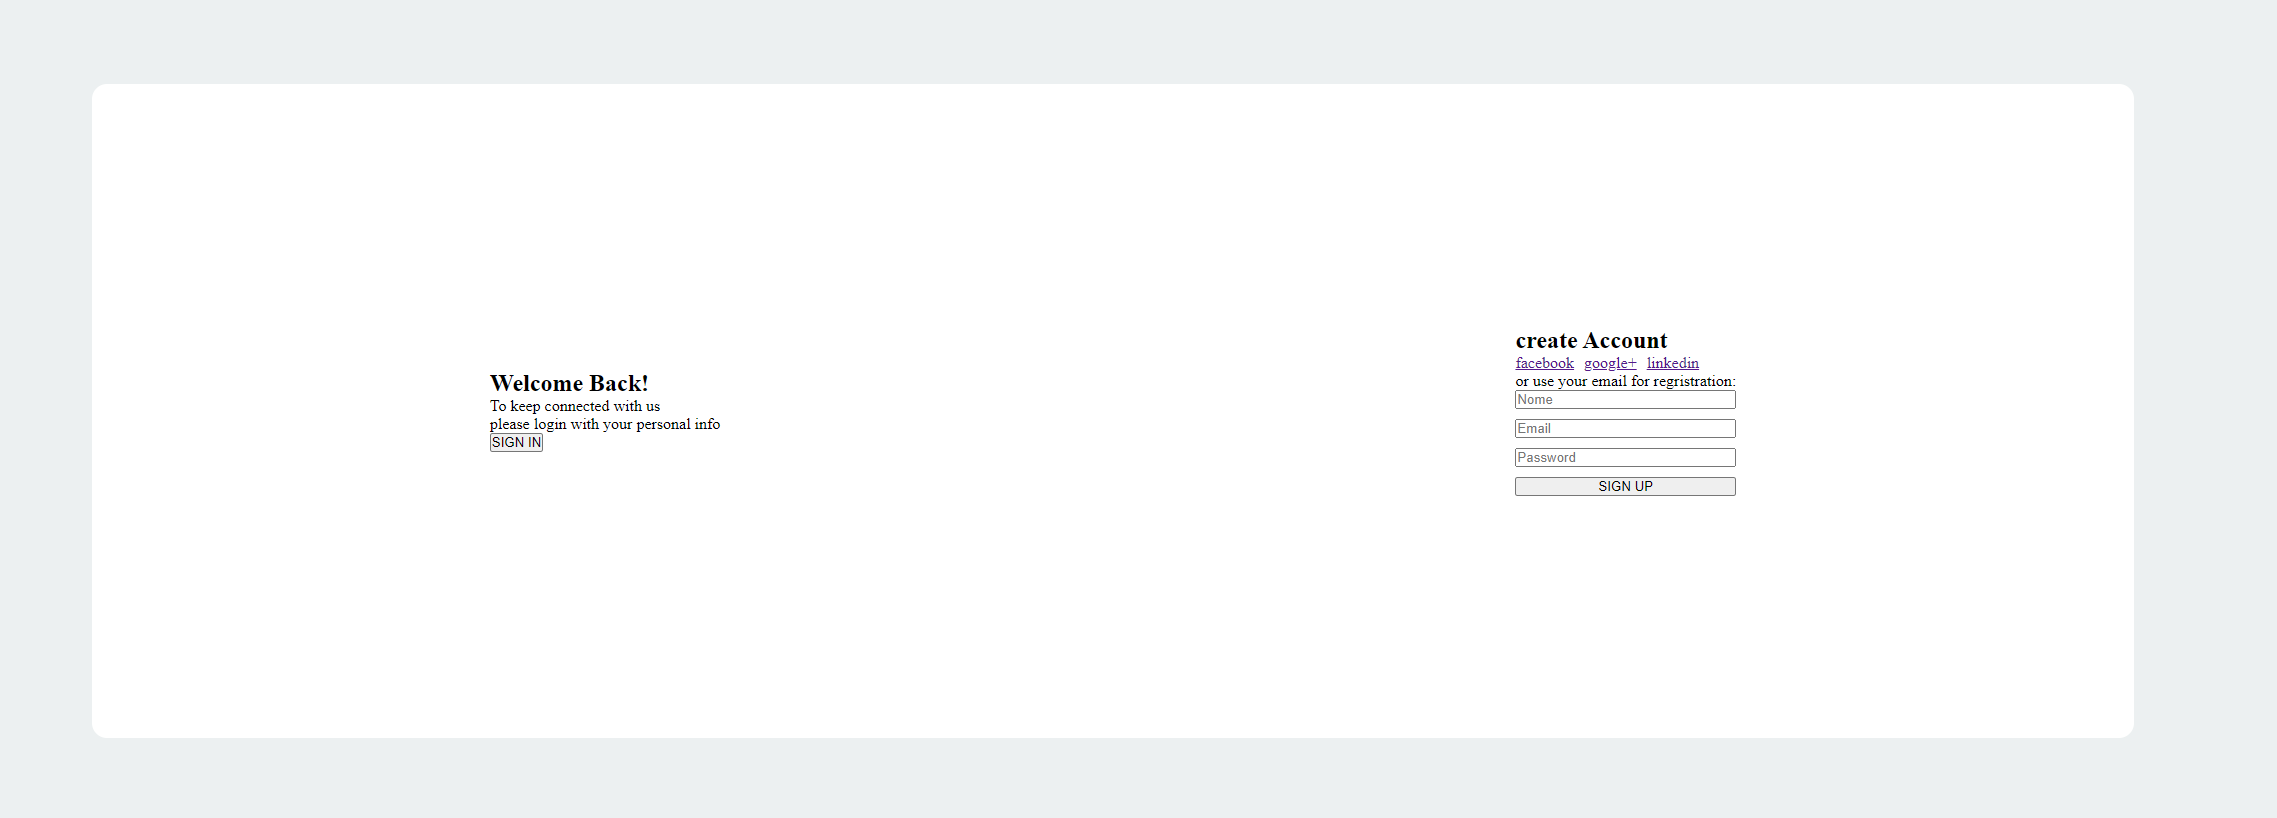 Welcome Back!
To keep connected with us
please login with your personal info
SIGN IN
create Account
facebook google+ linkedin
or use your email for regristration:
Nome
Email
Password
SIGN UP